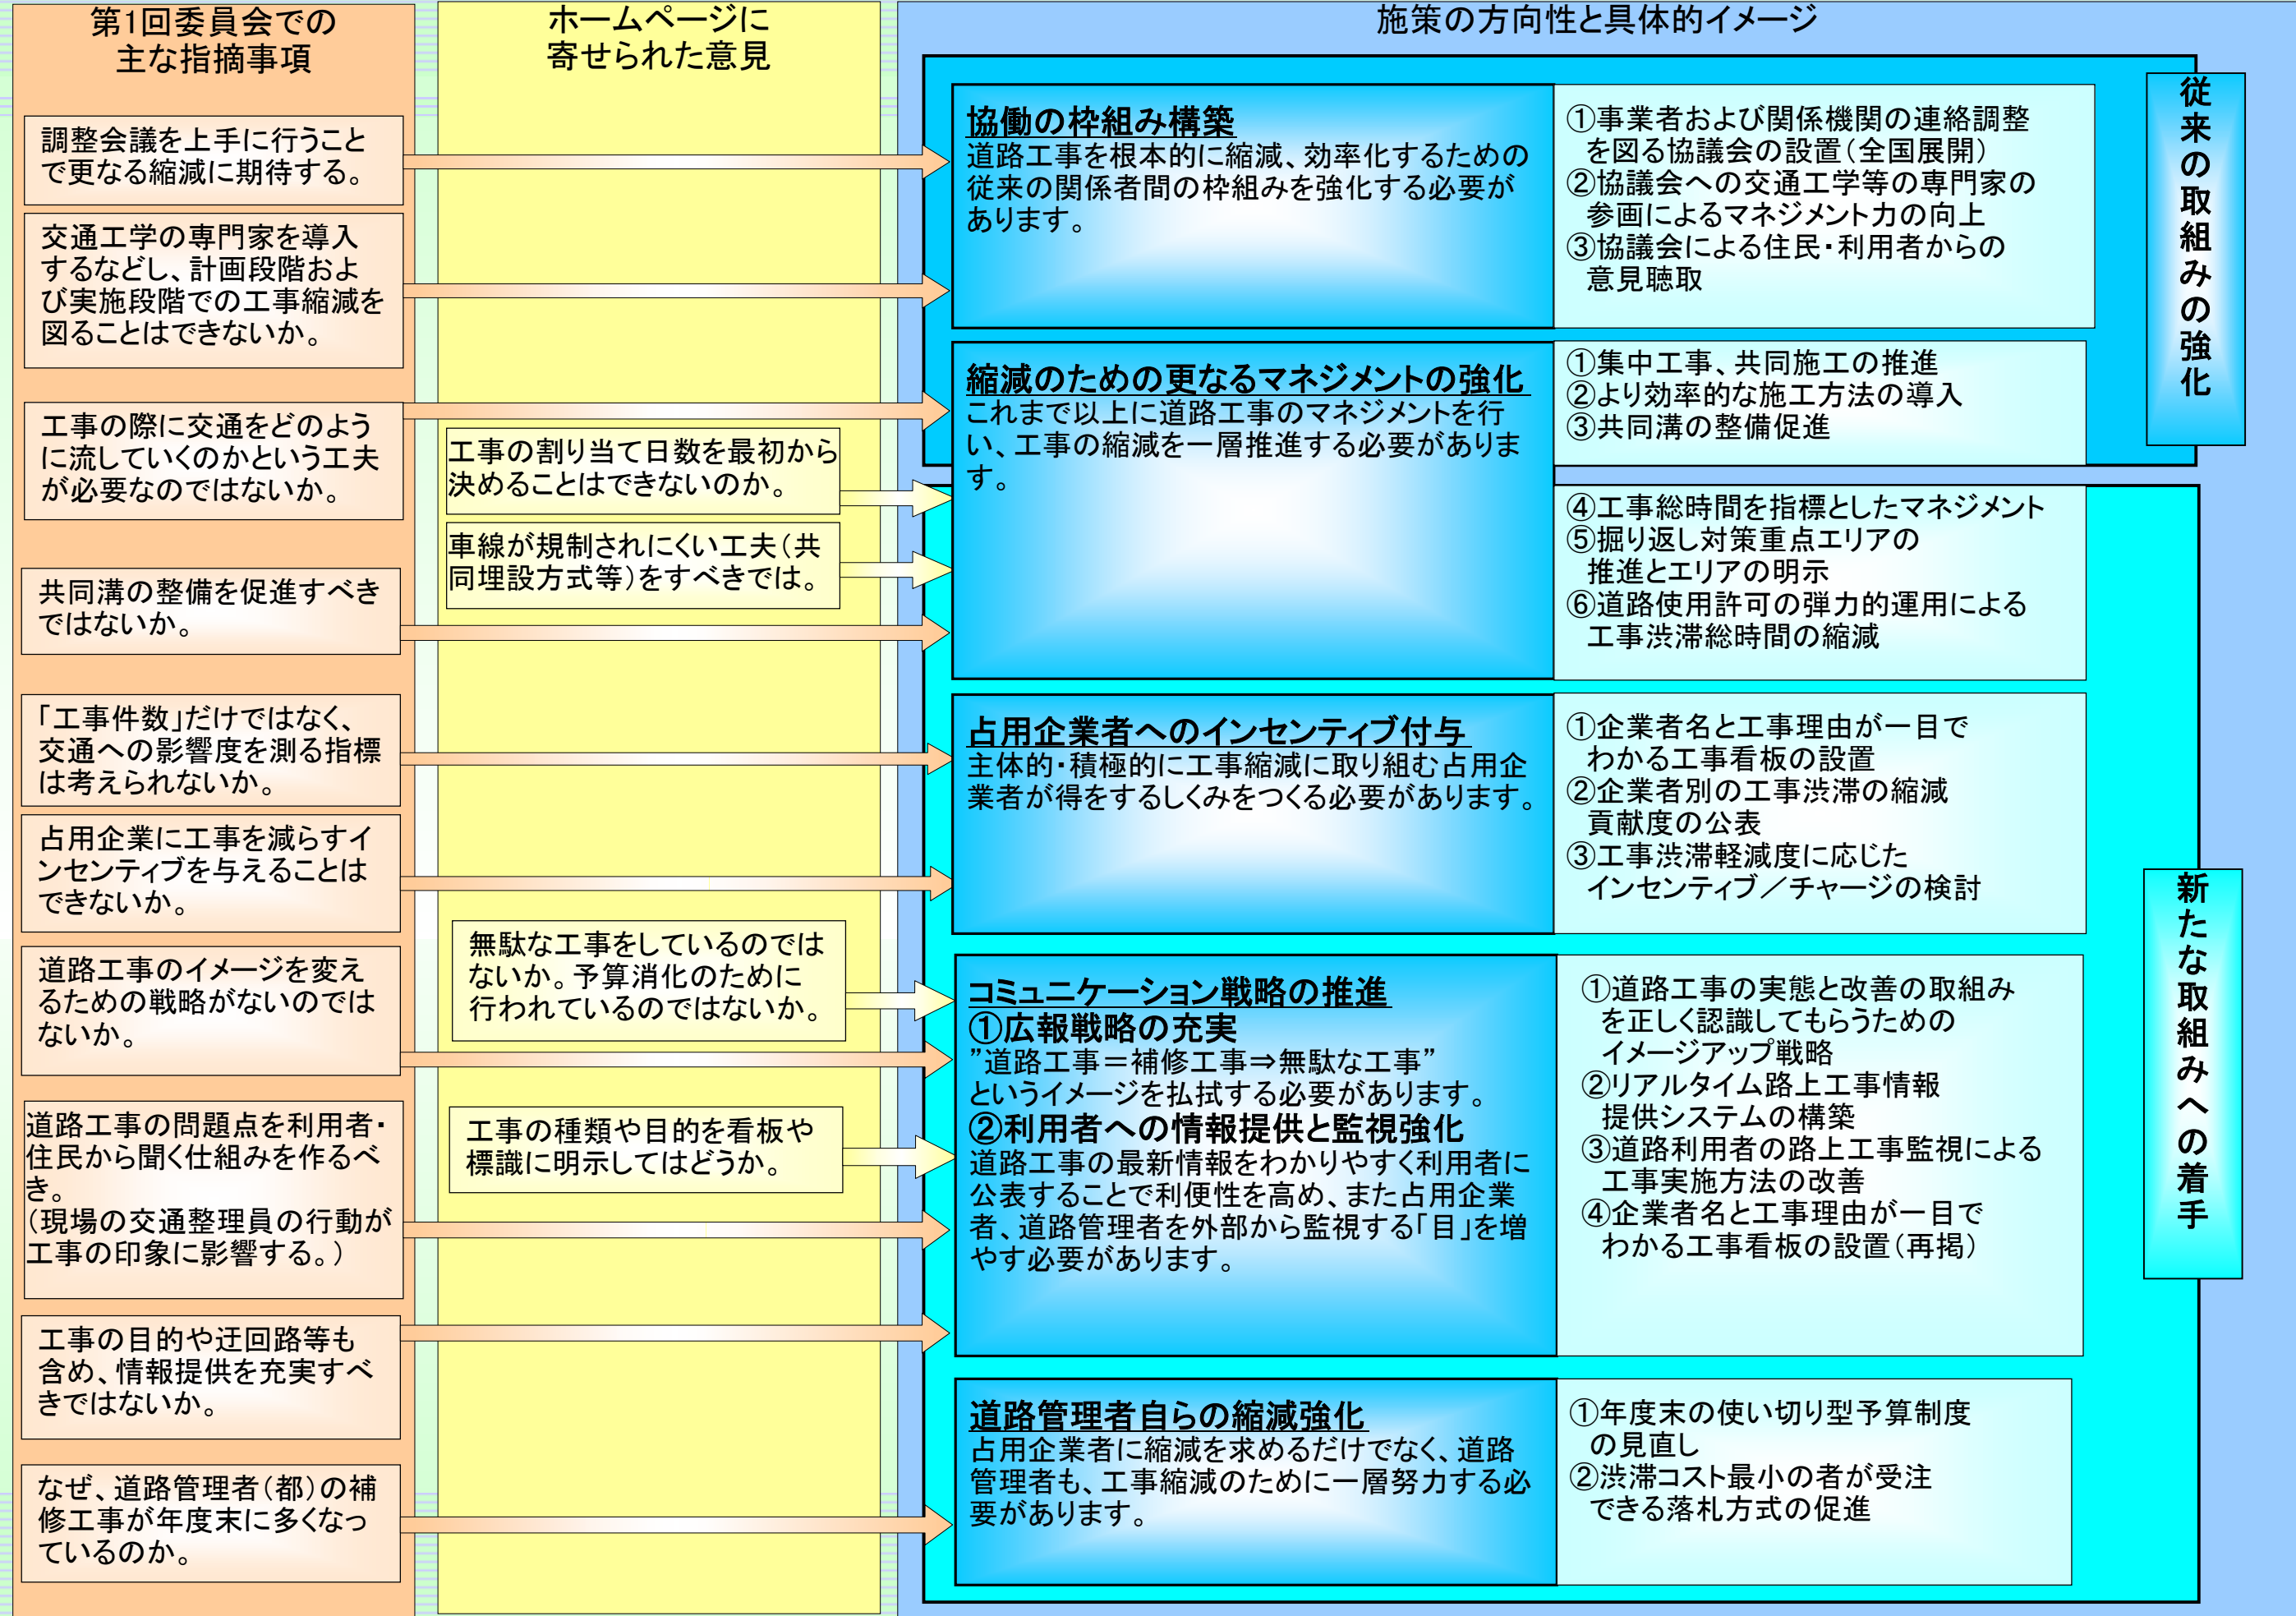 第1回委員会での
主な指摘事項
調整会議を上手に行うこと
で更なる縮減に期待する。
交通工学の専門家を導入
するなどし、計画段階およ
び実施段階での工事縮減を
図ることはできないか。
工事の際に交通をどのよう
に流していくのかという工夫
が必要なのではないか。
共同溝の整備を促進すべき
ではないか。
「工事件数」だけではなく、
交通への影響度を測る指標
は考えられないか。
占用企業に工事を減らすイ
ンセンティブを与えることは
できないか。
道路工事のイメージを変え
るための戦略がないのでは
ないか。
道路工事の問題点を利用者・
住民から聞く仕組みを作るべ
き。
（現場の交通整理員の行動が
工事の印象に影響する。）
工事の目的や迂回路等も
含め、情報提供を充実すべ
きではないか。
なぜ、道路管理者（都）の補
修工事が年度末に多くなっ
ているのか。
ホームページに
寄せられた意見
工事の割り当て日数を最初から
決めることはできないのか。
車線が規制されにくい工夫（共
同埋設方式等）をすべきでは。
無駄な工事をしているのでは
ないか。予算消化のために
行われているのではないか。
工事の種類や目的を看板や
標識に明示してはどうか。
施策の方向性と具体的イメージ
協働の枠組み構築
道路工事を根本的に縮減、効率化するための
従来の関係者間の枠組みを強化する必要が
あります。
①事業者および関係機関の連絡調整
を図る協議会の設置（全国展開）
②協議会への交通工学等の専門家の
参画によるマネジメント力の向上
③協議会による住民・利用者からの
意見聴取
縮減のための更なるマネジメントの強化
これまで以上に道路工事のマネジメントを行
い、工事の縮減を一層推進する必要がありま
す。
①集中工事、共同施工の推進
②より効率的な施工方法の導入
③共同溝の整備促進
④工事総時間を指標としたマネジメント
⑤掘り返し対策重点エリアの
推進とエリアの明示
⑥道路使用許可の弾力的運用による
工事渋滞総時間の縮減
占用企業者へのインセンティブ付与
主体的・積極的に工事縮減に取り組む占用企
業者が得をするしくみをつくる必要があります。
①企業者名と工事理由が一目で
わかる工事看板の設置
②企業者別の工事渋滞の縮減
貢献度の公表
③工事渋滞軽減度に応じた
インセンティブ／チャージの検討
コミュニケーション戦略の推進
①広報戦略の充実
”道路工事＝補修工事⇒無駄な工事”
というイメージを払拭する必要があります。
②利用者への情報提供と監視強化
道路工事の最新情報をわかりやすく利用者に
公表することで利便性を高め、また占用企業
者、道路管理者を外部から監視する「目」を増
やす必要があります。
①道路工事の実態と改善の取組み
を正しく認識してもらうための
イメージアップ戦略
②リアルタイム路上工事情報
提供システムの構築
③道路利用者の路上工事監視による
工事実施方法の改善
④企業者名と工事理由が一目で
わかる工事看板の設置（再掲）
道路管理者自らの縮減強化
占用企業者に縮減を求めるだけでなく、道路
管理者も、工事縮減のために一層努力する必
要があります。
①年度末の使い切り型予算制度
の見直し
②渋滞コスト最小の者が受注
できる落札方式の促進
従来の取組みの強化
新たな取組みへの着手